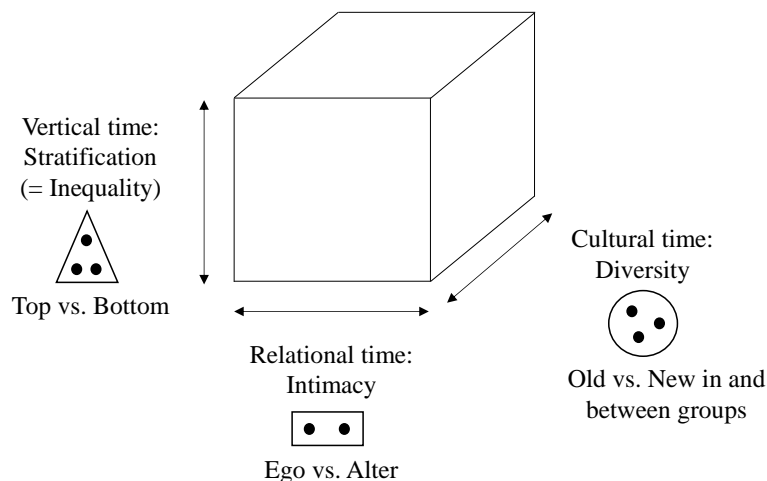 Vertical time:
Stratification
(= Inequality)
Top vs. Bottom
Relational time:
Intimacy
Ego vs. Alter
Cultural time:
Diversity
Old vs. New in and
between groups